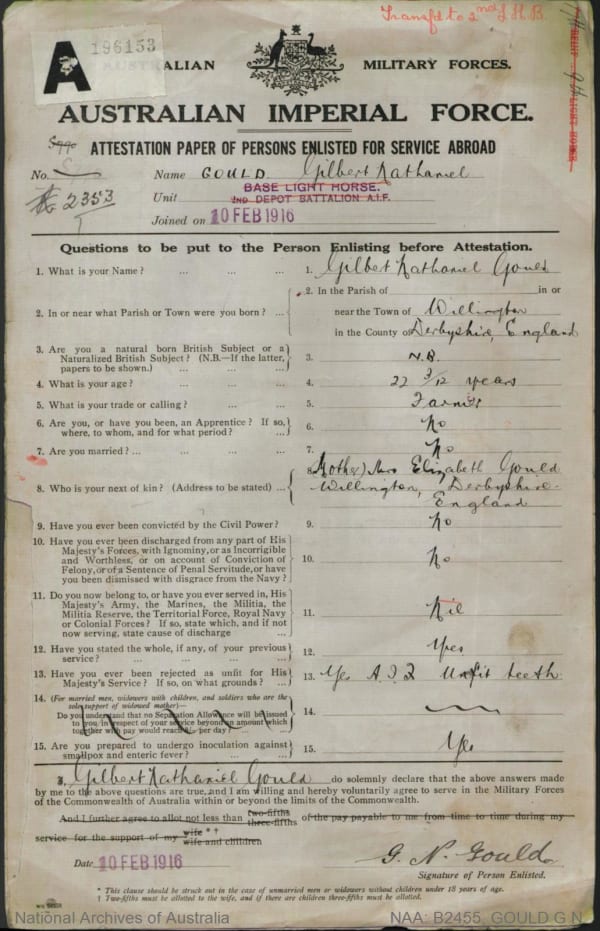 Transfd to 2nd L.H.B.
A 196153
AUSTRALIAN MILITARY FORCES.
AUSTRALIAN IMPERIAL FORCE.
ATTESTATION PAPER OF PERSONS ENLISTED FOR SERVICE ABROAD
No. 2353 Name GOULD Gilbert Nathaniel
Unit BASE LIGHT HORSE.
2ND DEPOT BATTALION A.I.F.
Joined on 10 FEB 1916
Questions to be put to the Person Enlisting before Attestation.
1. What is your Name? ... ... ... 1. Gilbert Nathaniel Gould
2. In or near what Parish or Town were you born? ... 2. In the Parish of in or
near the Town of Willington
in the County of Derbyshire, England
3. Are you a natural born British Subject or a
Naturalized British Subject? (N.B.—If the latter,
papers to be shown.) ... ... ... 3. N.B.
4. What is your age? ... ... ... 4. 22 3/12 years
5. What is your trade or calling? ... ... 5. Farmer
6. Are you, or have you been, an Apprentice? If so,
where, to whom, and for what period? ... 6. No
7. Are you married? ... ... ... 7. No
8. Who is your next of kin? (Address to be stated) ... 8. Mother) Mrs Elizabeth Gould
Willington, Derbyshire
England
9. Have you ever been convicted by the Civil Power? 9. No
10. Have you ever been discharged from any part of His
Majesty's Forces, with Ignominy, or as Incorrigible
and Worthless, or on account of Conviction of
Felony, or of a Sentence of Penal Servitude, or have
you been dismissed with disgrace from the Navy? 10. No
11. Do you now belong to, or have you ever served in, His
Majesty's Army, the Marines, the Militia, the
Militia Reserve, the Territorial Force, Royal Navy
or Colonial Forces? If so, state which, and if not
now serving, state cause of discharge ... 11. Nil
12. Have you stated the whole, if any, of your previous
service? ... ... ... ... 12. Yes
13. Have you ever been rejected as unfit for His
Majesty's Service? If so, on what grounds? ... 13. Yes A.I.F. Unfit teeth
14. (For married men, widowers with children, and soldiers who are the
sole support of widowed mother)—
Do you understand that no Separation Allowance will be issued
to you in respect of your service beyond an amount which
together with pay would reach per day? ... 14.
15. Are you prepared to undergo inoculation against
smallpox and enteric fever? ... ... 15. Yes
I, Gilbert Nathaniel Gould do solemnly declare that the above answers made
by me to the above questions are true, and I am willing and hereby voluntarily agree to serve in the Military Forces
of the Commonwealth of Australia within or beyond the limits of the Commonwealth.
And I further agree to allot not less than two-fifths three-fifths of the pay payable to me from time to time during my
service for the support of my wife * † wife and children
Date 10 FEB 1916 G. N. Gould
Signature of Person Enlisted.
* This clause should be struck out in the case of unmarried men or widowers without children under 18 years of age.
† Two-fifths must be allotted to the wife, and if there are children three-fifths must be allotted.
National Archives of Australia NAA: B2455, GOULD G N